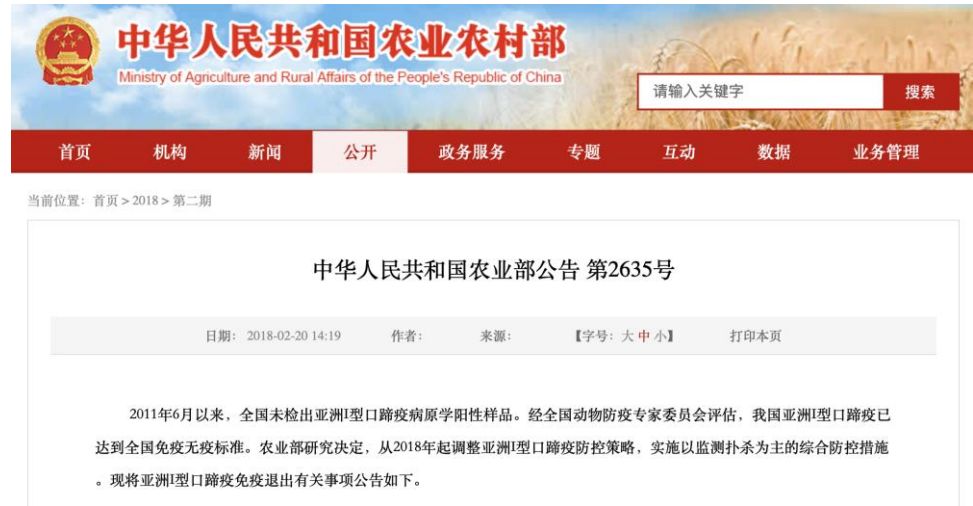 中华人民共和国农业农村部
Ministry of Agriculture and Rural Affairs of the People's Republic of China
请输入关键字 搜索
首页 机构 新闻 公开 政务服务 专题 互动 数据 业务管理
当前位置：首页 > 2018 > 第二期
中华人民共和国农业部公告 第2635号
日期： 2018-02-20 14:19 作者： 来源： 【字号：大 中 小】 打印本页
2011年6月以来，全国未检出亚洲I型口蹄疫病原学阳性样品。经全国动物防疫专家委员会评估，我国亚洲I型口蹄疫已
达到全国免疫无疫标准。农业部研究决定，从2018年起调整亚洲I型口蹄疫防控策略，实施以监测扑杀为主的综合防控措施
。现将亚洲I型口蹄疫免疫退出有关事项公告如下。